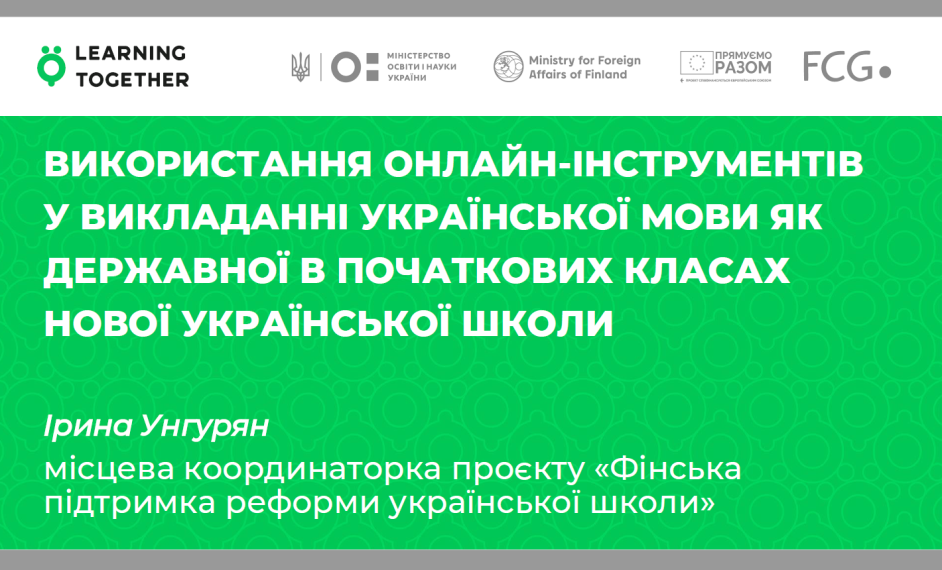 LEARNING
TOGETHER
МІНІСТЕРСТВО
ОСВІТИ І НАУКИ
УКРАЇНИ
Ministry for Foreign
Affairs of Finland
ПРЯМУЄМО
РАЗОМ
FCG.
ВИКОРИСТАННЯ ОНЛАЙН-ІНСТРУМЕНТІВ
У ВИКЛАДАННІ УКРАЇНСЬКОЇ МОВИ ЯК
ДЕРЖАВНОЇ В ПОЧАТКОВИХ КЛАСАХ
НОВОЇ УКРАЇНСЬКОЇ ШКОЛИ
Ірина Унгурян
місцева координаторка проєкту «Фінська
підтримка реформи української школи»